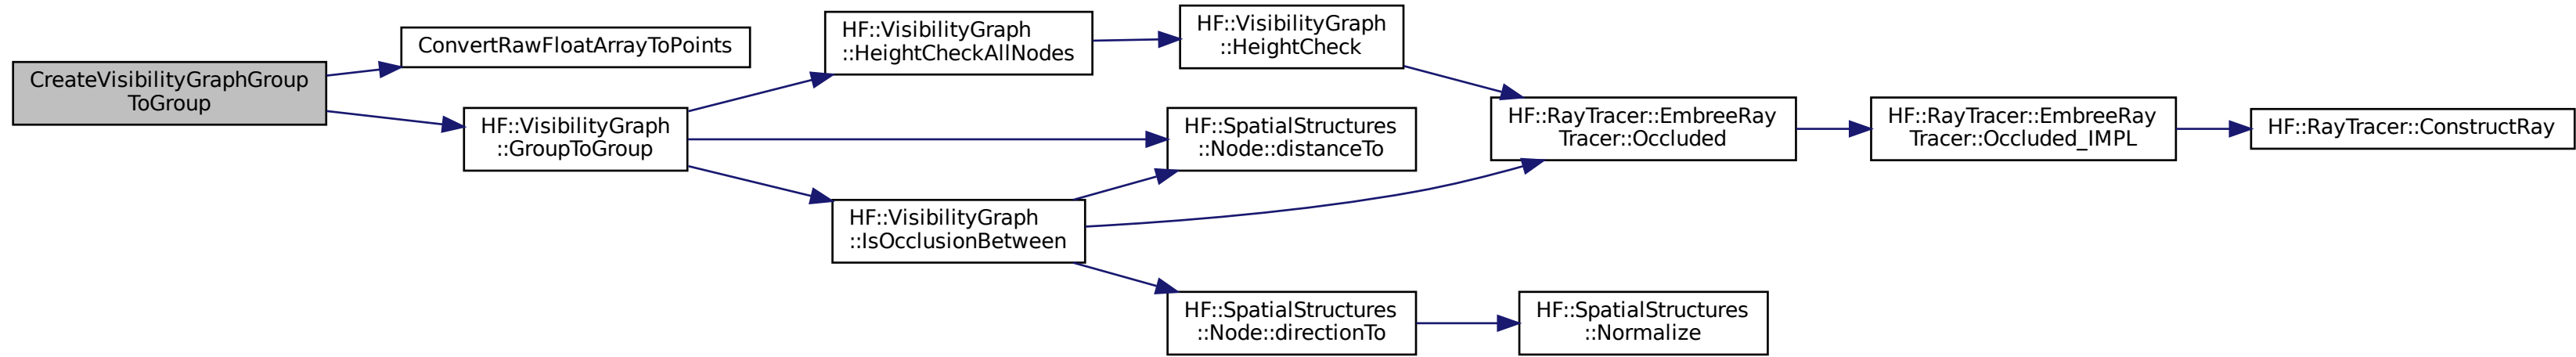 CreateVisibilityGraphGroup
ToGroup
ConvertRawFloatArrayToPoints
HF::VisibilityGraph
::GroupToGroup
HF::VisibilityGraph
::HeightCheckAllNodes
HF::VisibilityGraph
::HeightCheck
HF::SpatialStructures
::Node::distanceTo
HF::VisibilityGraph
::IsOcclusionBetween
HF::SpatialStructures
::Node::directionTo
HF::RayTracer::EmbreeRay
Tracer::Occluded
HF::RayTracer::EmbreeRay
Tracer::Occluded_IMPL
HF::RayTracer::ConstructRay
HF::SpatialStructures
::Normalize